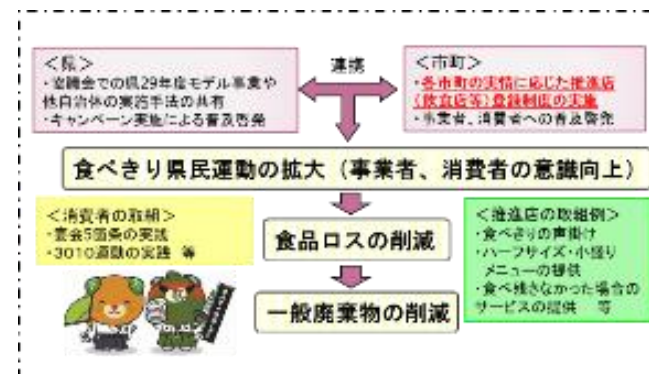 ＜県＞
・協議会での県29年度モデル事業や
他自治体の実施手法の共有
・キャンペーン実施による普及啓発
連携
＜市町＞
・各市町の実情に応じた推進店
(飲食店等)登録制度の実施
・事業者、消費者への普及啓発
食べきり県民運動の拡大（事業者、消費者の意識向上）
＜消費者の取組＞
・宴会5箇条の実践
・3010運動の実践 等
食品ロスの削減
一般廃棄物の削減
＜推進店の取組例＞
・食べきりの声掛け
・ハーフサイズ・小盛り
メニューの提供
・食べ残さなかった場合の
サービスの提供　等